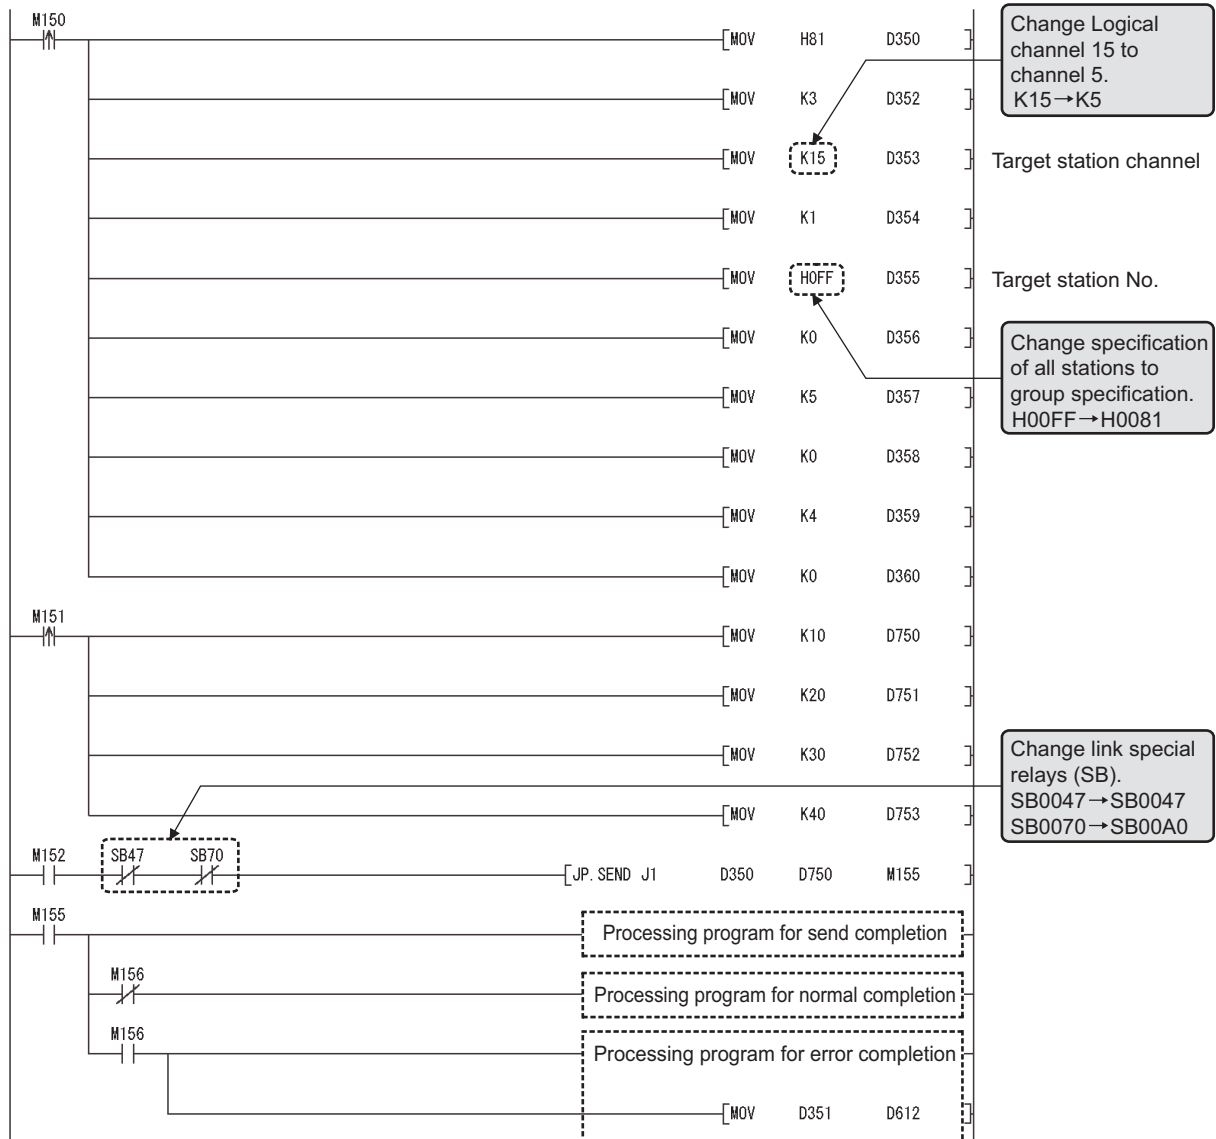 M150
[MOV H81 D350 ]
Change Logical
channel 15 to
channel 5.
K15→K5
[MOV K3 D352 ]
[MOV K15 D353 ] Target station channel
[MOV K1 D354 ]
[MOV H0FF D355 ] Target station No.
[MOV K0 D356 ]
Change specification
of all stations to
group specification.
H00FF→H0081
[MOV K5 D357 ]
[MOV K0 D358 ]
[MOV K4 D359 ]
[MOV K0 D360 ]
M151
[MOV K10 D750 ]
[MOV K20 D751 ]
[MOV K30 D752 ]
Change link special
relays (SB).
SB0047→SB0047
SB0070→SB00A0
[MOV K40 D753 ]
M152 SB47 SB70
[JP.SEND J1 D350 D750 M155 ]
M155
Processing program for send completion
M156
Processing program for normal completion
M156
Processing program for error completion
[MOV D351 D612 ]